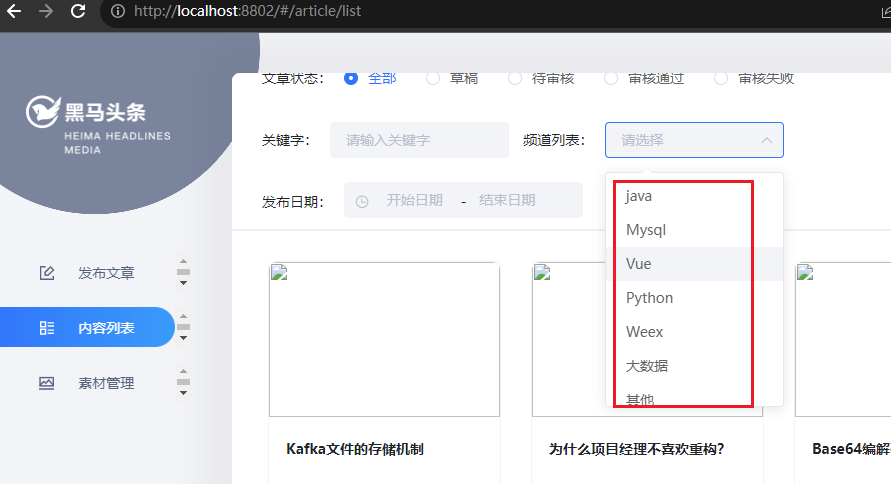 http://localhost:8802/#/article/list
文章状态： 全部 草稿 待审核 审核通过 审核失败
黑马头条
HEIMA HEADLINES
MEDIA
关键字： 请输入关键字 频道列表： 请选择
发布日期： 开始日期 - 结束日期
java
Mysql
Vue
Python
Weex
大数据
其他
发布文章
内容列表
素材管理
Kafka文件的存储机制
为什么项目经理不喜欢重构?
Base64编解